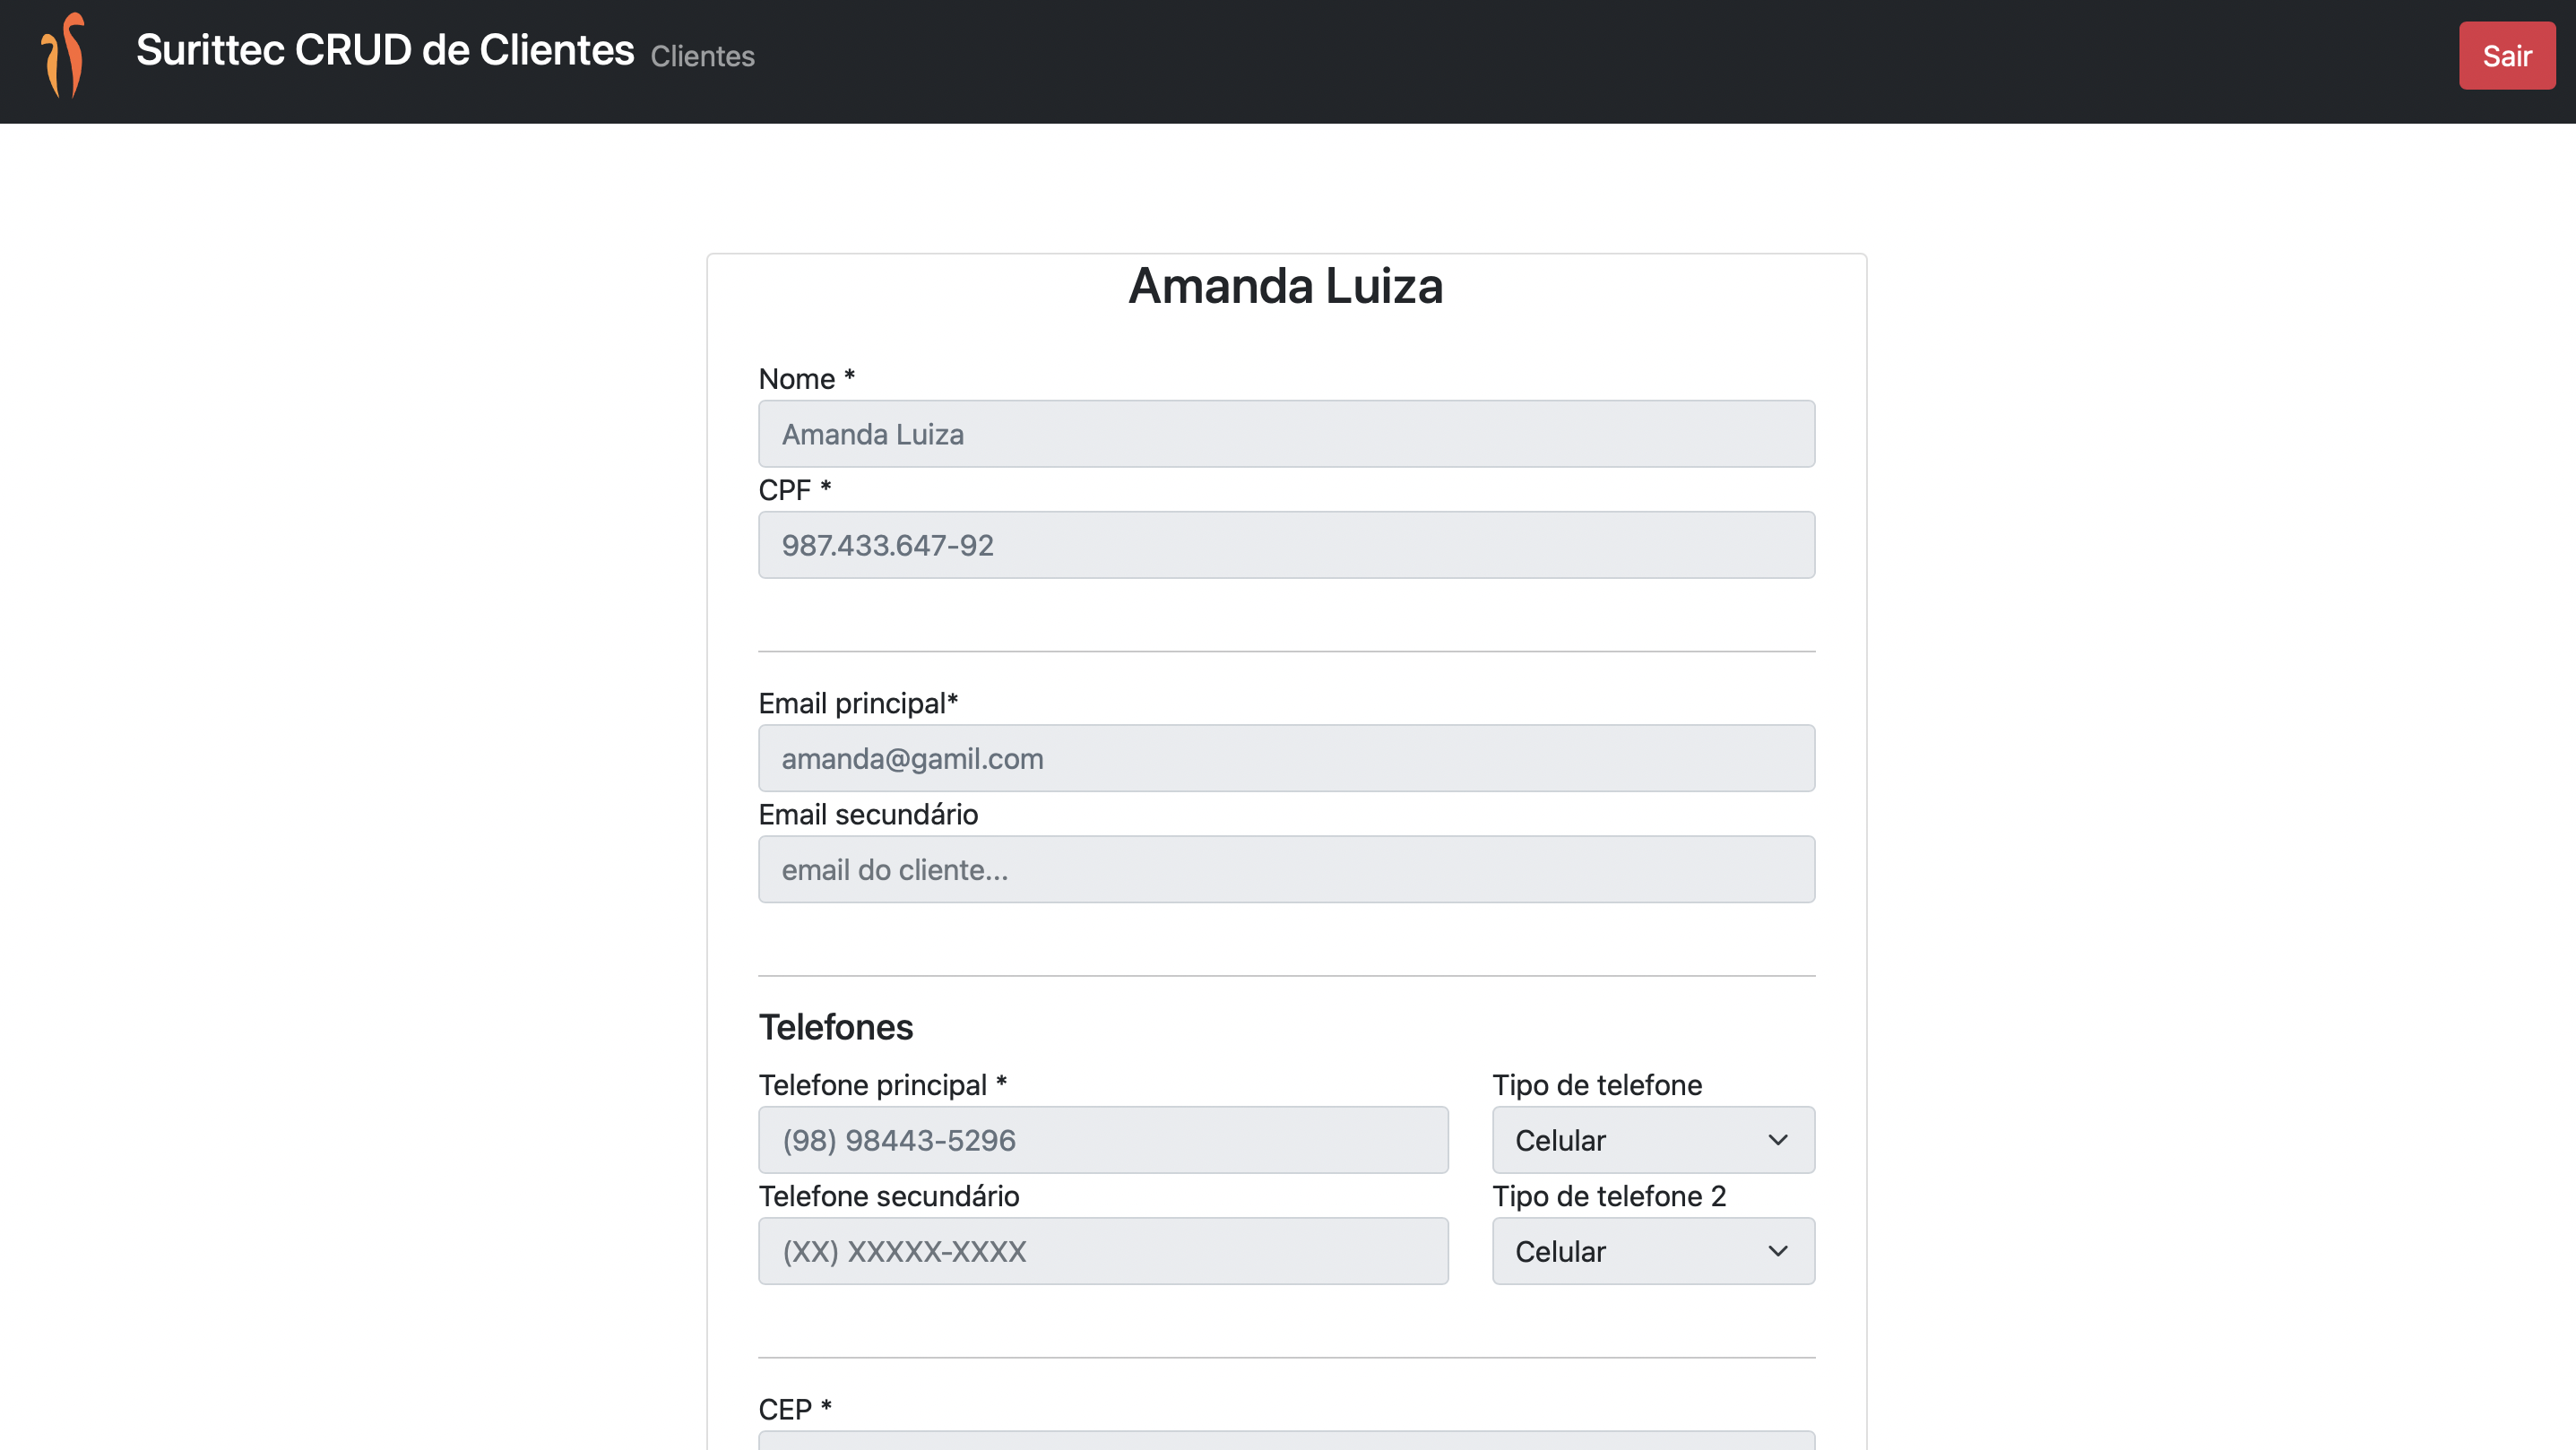 Surittec CRUD de Clientes Clientes Sair
Amanda Luiza
Nome *
Amanda Luiza
CPF *
987.433.647-92
Email principal*
amanda@gamil.com
Email secundário
email do cliente...
Telefones
Telefone principal * Tipo de telefone
(98) 98443-5296 Celular
Telefone secundário Tipo de telefone 2
(XX) XXXXX-XXXX Celular
CEP *